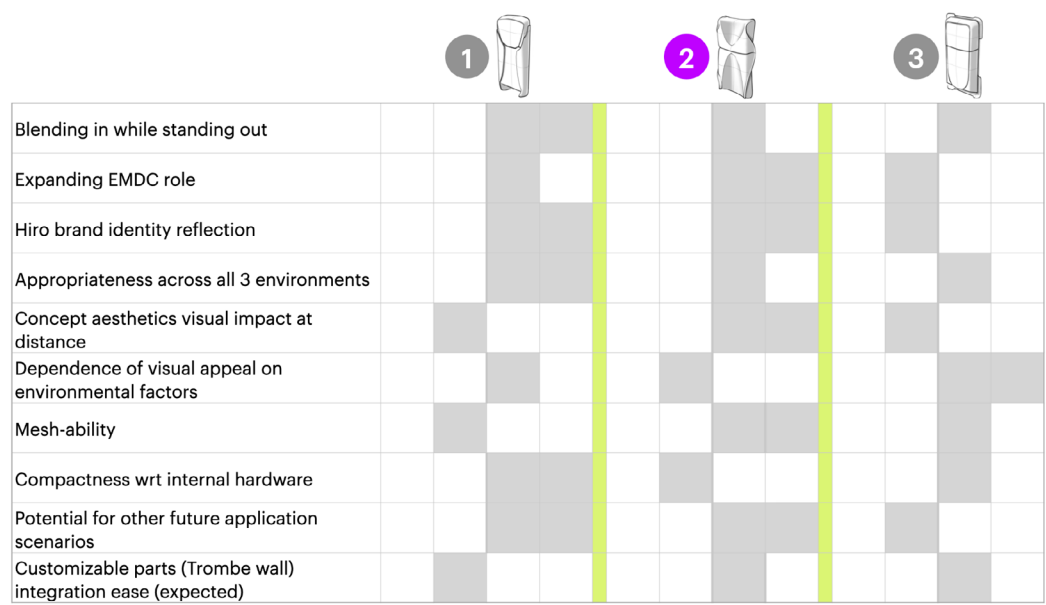 1
2
3
Blending in while standing out
Expanding EMDC role
Hiro brand identity reflection
Appropriateness across all 3 environments
Concept aesthetics visual impact at
distance
Dependence of visual appeal on
environmental factors
Mesh-ability
Compactness wrt internal hardware
Potential for other future application
scenarios
Customizable parts (Trombe wall)
integration ease (expected)